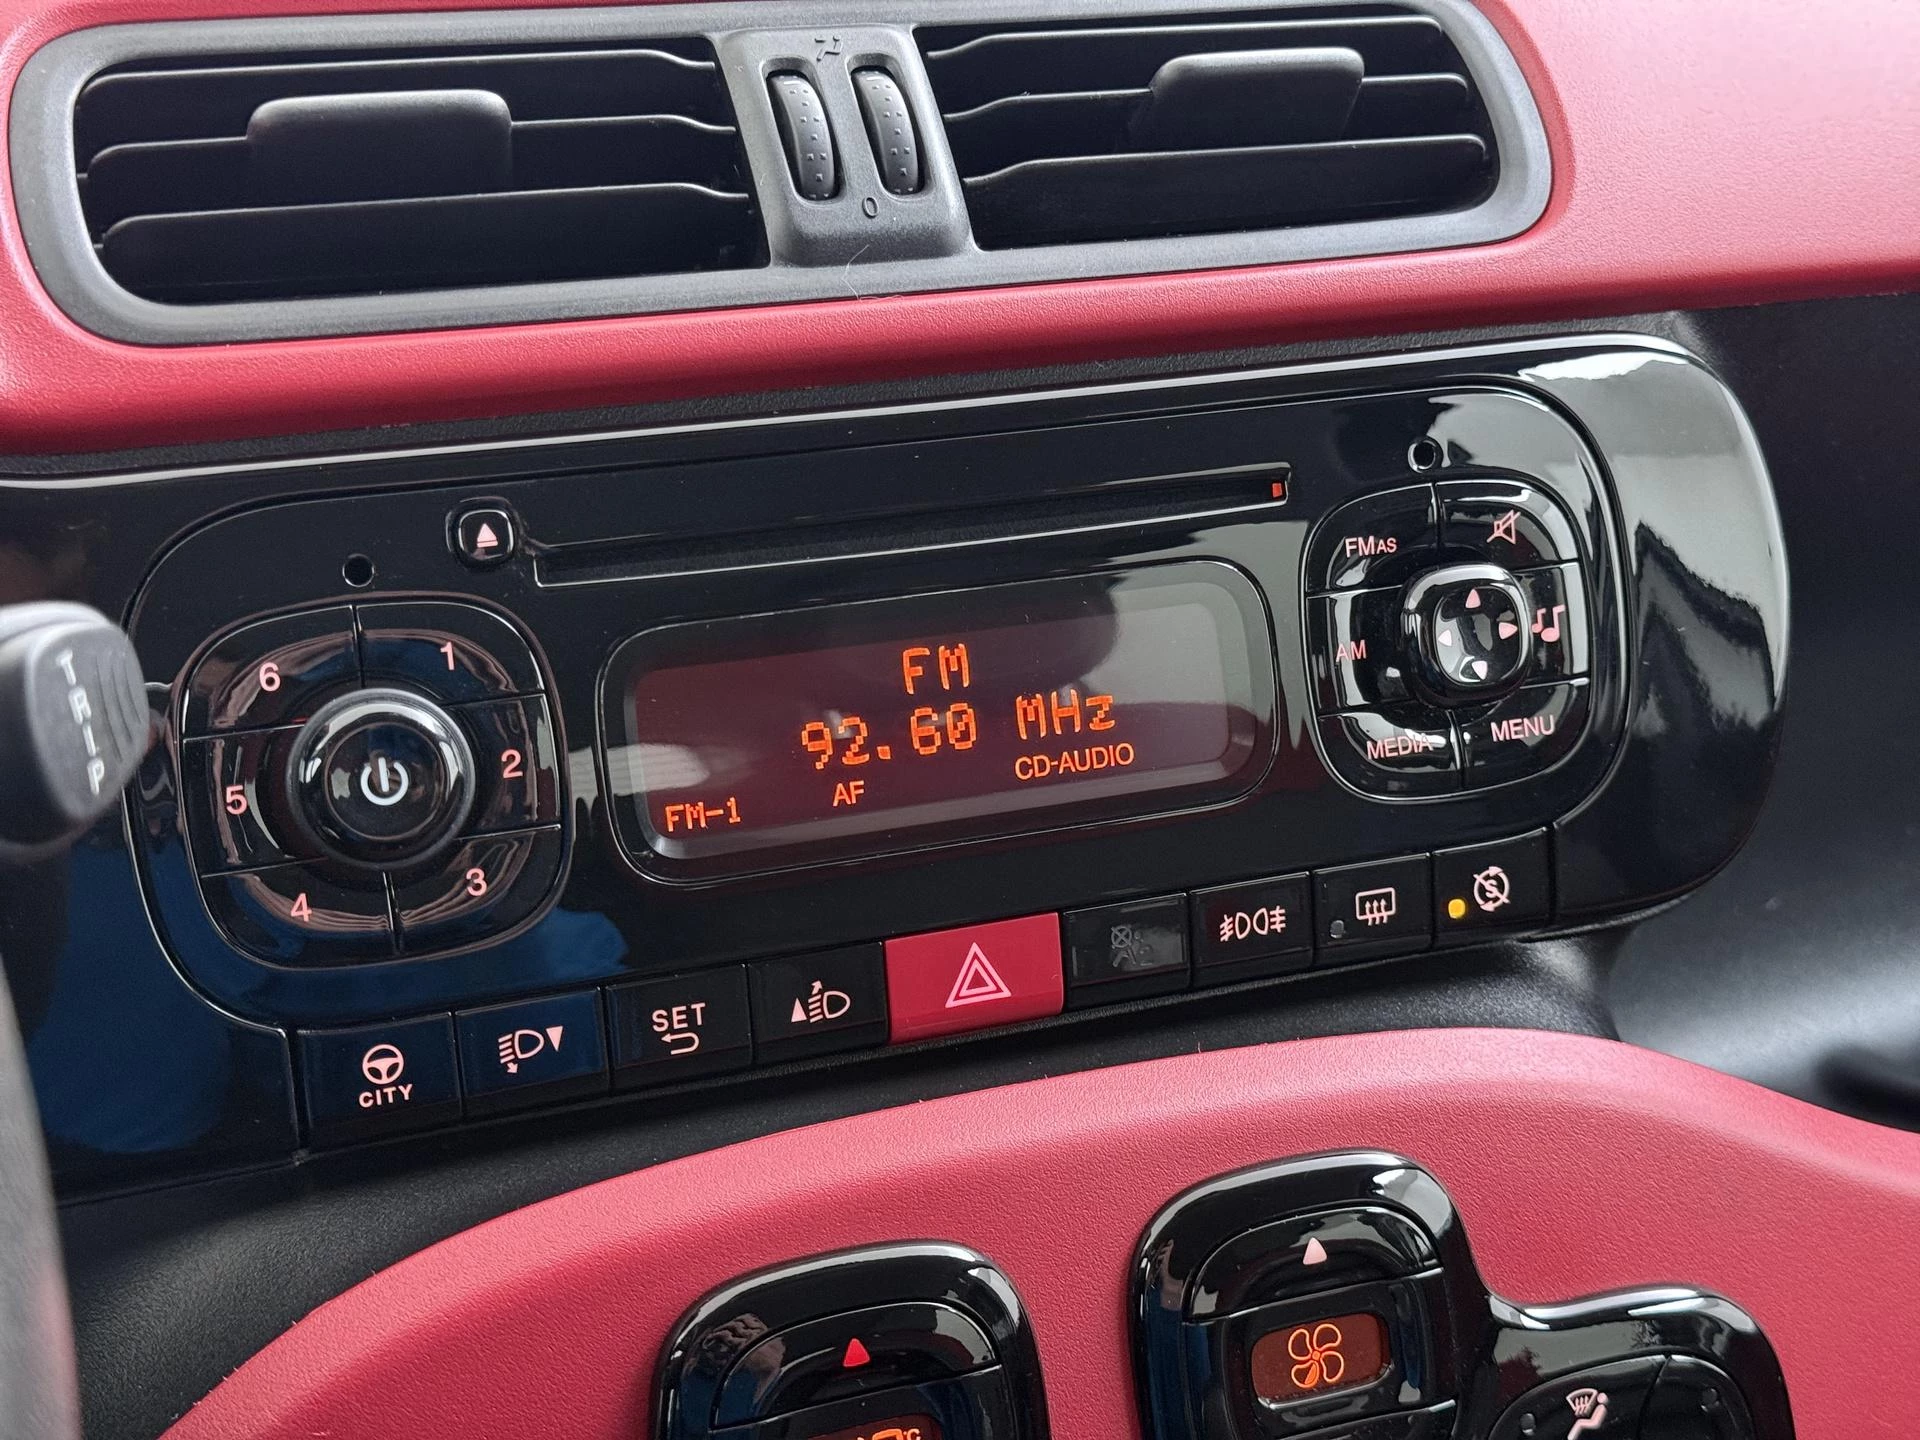 0
TRIP
6
1
5
2
4
3
FM
92.60 MHz
CD-AUDIO
AF
FM-1
FMAS
AM
MEDIA
MENU
CITY
SET
°C